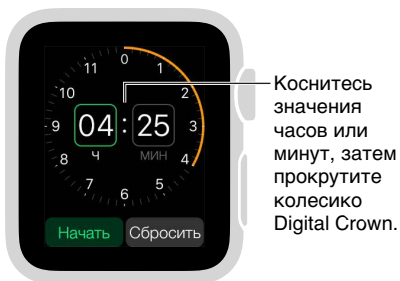 0
11 1
10 2
9 04 : 25 3
Ч МИН
8 4
7 5
6
Начать Сбросить
Коснитесь
значения
часов или
минут, затем
прокрутите
колесико
Digital Crown.